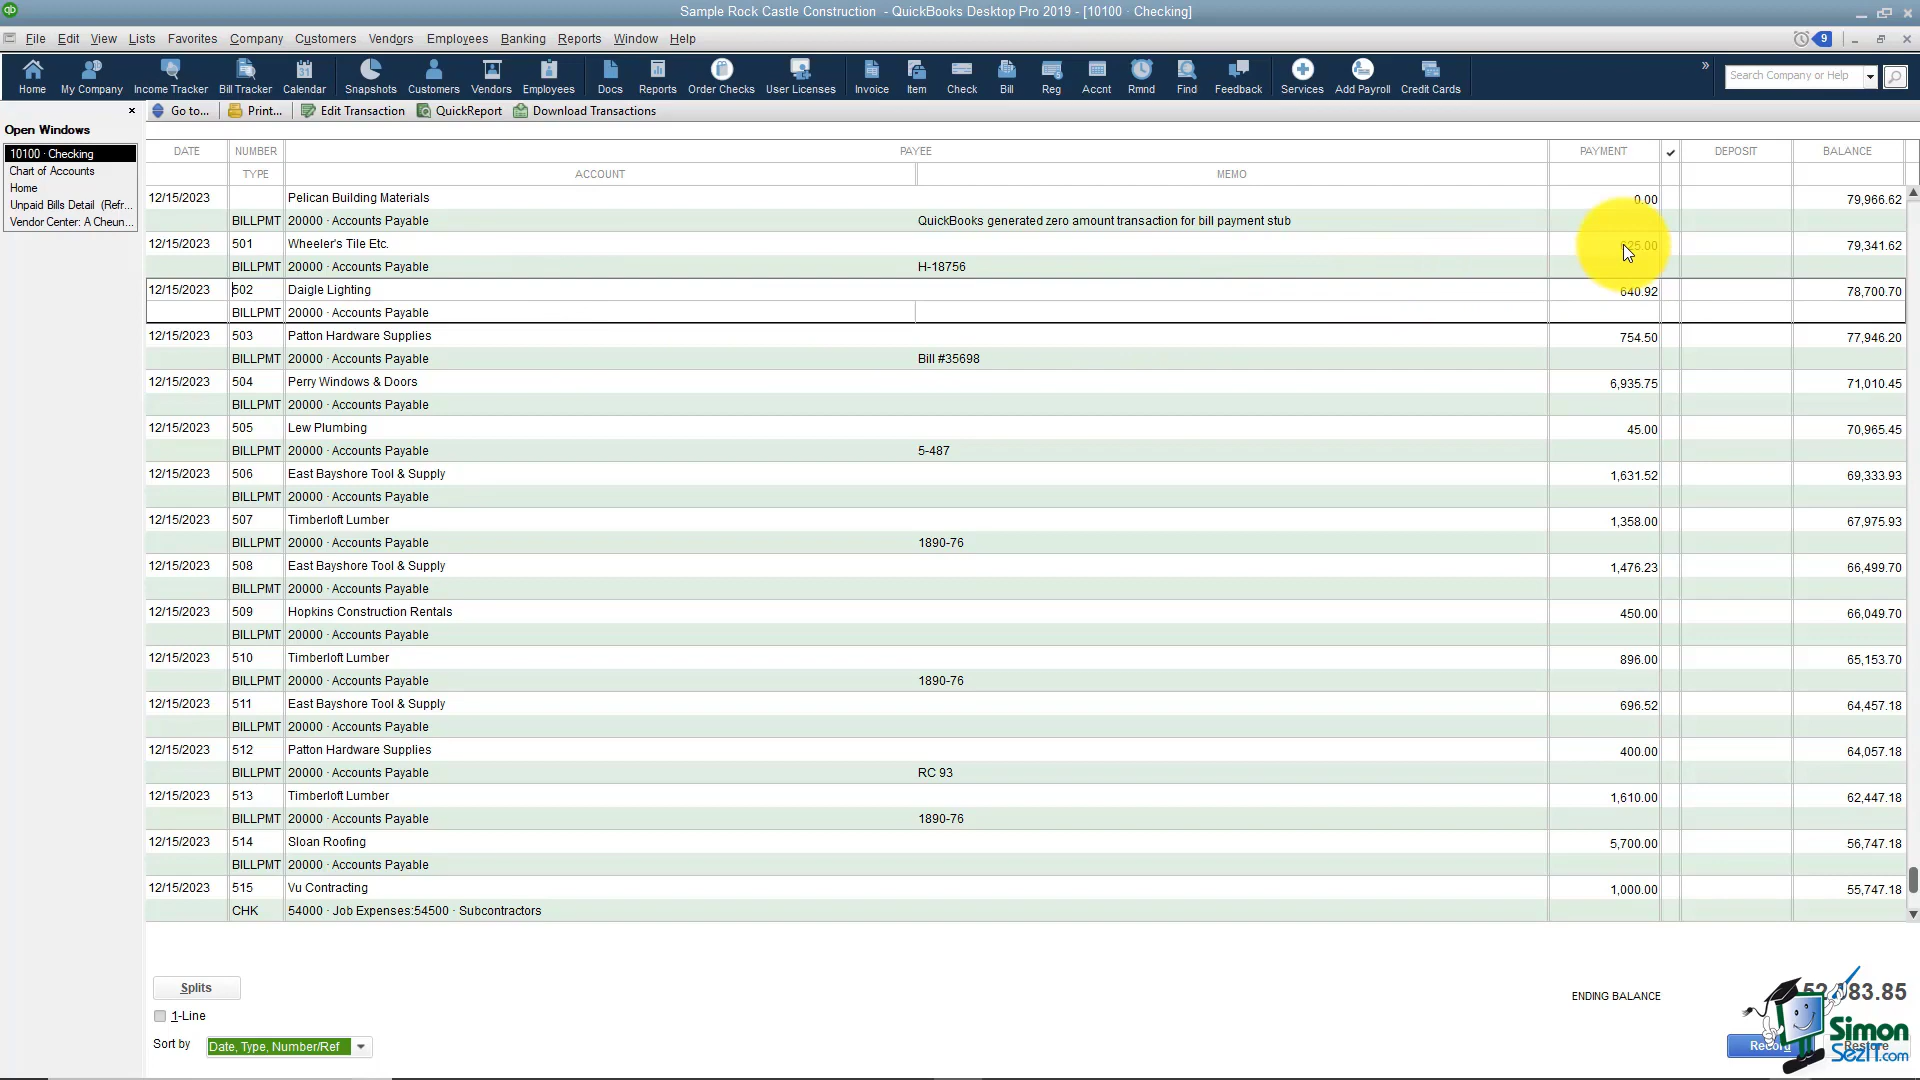 Sample Rock Castle Construction - QuickBooks Desktop Pro 2019 - [10100 · Checking]
File Edit View Lists Favorites Company Customers Vendors Employees Banking Reports Window Help 9
Home My Company Income Tracker Bill Tracker Calendar Snapshots Customers Vendors Employees Docs Reports Order Checks User Licenses Invoice Item Check Bill Reg Accnt Rmnd Find Feedback Services Add Payroll Credit Cards » Search Company or Help
Go to... Print... Edit Transaction QuickReport Download Transactions
Open Windows
10100 · Checking
Chart of Accounts
Home
Unpaid Bills Detail (Refr...
Vendor Center: A Cheun...
DATE NUMBER PAYEE PAYMENT ✓ DEPOSIT BALANCE
TYPE ACCOUNT MEMO
12/15/2023 Pelican Building Materials 0.00 79,966.62
BILLPMT 20000 · Accounts Payable QuickBooks generated zero amount transaction for bill payment stub
12/15/2023 501 Wheeler's Tile Etc. 625.00 79,341.62
BILLPMT 20000 · Accounts Payable H-18756
12/15/2023 502 Daigle Lighting 640.92 78,700.70
BILLPMT 20000 · Accounts Payable
12/15/2023 503 Patton Hardware Supplies 754.50 77,946.20
BILLPMT 20000 · Accounts Payable Bill #35698
12/15/2023 504 Perry Windows & Doors 6,935.75 71,010.45
BILLPMT 20000 · Accounts Payable
12/15/2023 505 Lew Plumbing 45.00 70,965.45
BILLPMT 20000 · Accounts Payable 5-487
12/15/2023 506 East Bayshore Tool & Supply 1,631.52 69,333.93
BILLPMT 20000 · Accounts Payable
12/15/2023 507 Timberloft Lumber 1,358.00 67,975.93
BILLPMT 20000 · Accounts Payable 1890-76
12/15/2023 508 East Bayshore Tool & Supply 1,476.23 66,499.70
BILLPMT 20000 · Accounts Payable
12/15/2023 509 Hopkins Construction Rentals 450.00 66,049.70
BILLPMT 20000 · Accounts Payable
12/15/2023 510 Timberloft Lumber 896.00 65,153.70
BILLPMT 20000 · Accounts Payable 1890-76
12/15/2023 511 East Bayshore Tool & Supply 696.52 64,457.18
BILLPMT 20000 · Accounts Payable
12/15/2023 512 Patton Hardware Supplies 400.00 64,057.18
BILLPMT 20000 · Accounts Payable RC 93
12/15/2023 513 Timberloft Lumber 1,610.00 62,447.18
BILLPMT 20000 · Accounts Payable 1890-76
12/15/2023 514 Sloan Roofing 5,700.00 56,747.18
BILLPMT 20000 · Accounts Payable
12/15/2023 515 Vu Contracting 1,000.00 55,747.18
CHK 54000 · Job Expenses:54500 · Subcontractors
Splits
ENDING BALANCE
1-Line
Sort by Date, Type, Number/Ref
Record Restore
Simon
SezIT.com